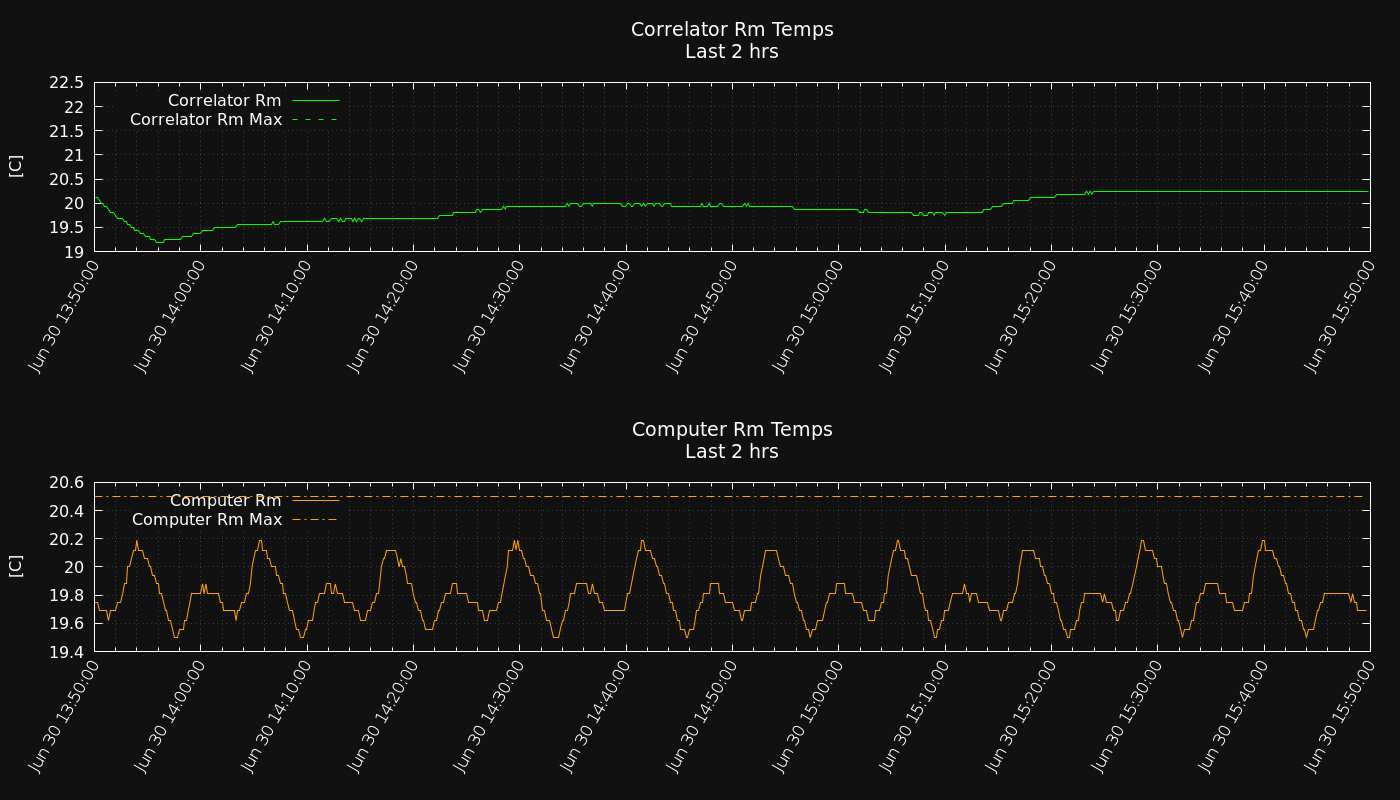 Correlator Rm Temps
Last 2 hrs
22.5
22
21.5
21
20.5
20
19.5
19
[C]
Correlator Rm
Correlator Rm Max
Jun 30 13:50:00
Jun 30 14:00:00
Jun 30 14:10:00
Jun 30 14:20:00
Jun 30 14:30:00
Jun 30 14:40:00
Jun 30 14:50:00
Jun 30 15:00:00
Jun 30 15:10:00
Jun 30 15:20:00
Jun 30 15:30:00
Jun 30 15:40:00
Jun 30 15:50:00
Computer Rm Temps
Last 2 hrs
20.6
20.4
20.2
20
19.8
19.6
19.4
[C]
Computer Rm
Computer Rm Max
Jun 30 13:50:00
Jun 30 14:00:00
Jun 30 14:10:00
Jun 30 14:20:00
Jun 30 14:30:00
Jun 30 14:40:00
Jun 30 14:50:00
Jun 30 15:00:00
Jun 30 15:10:00
Jun 30 15:20:00
Jun 30 15:30:00
Jun 30 15:40:00
Jun 30 15:50:00